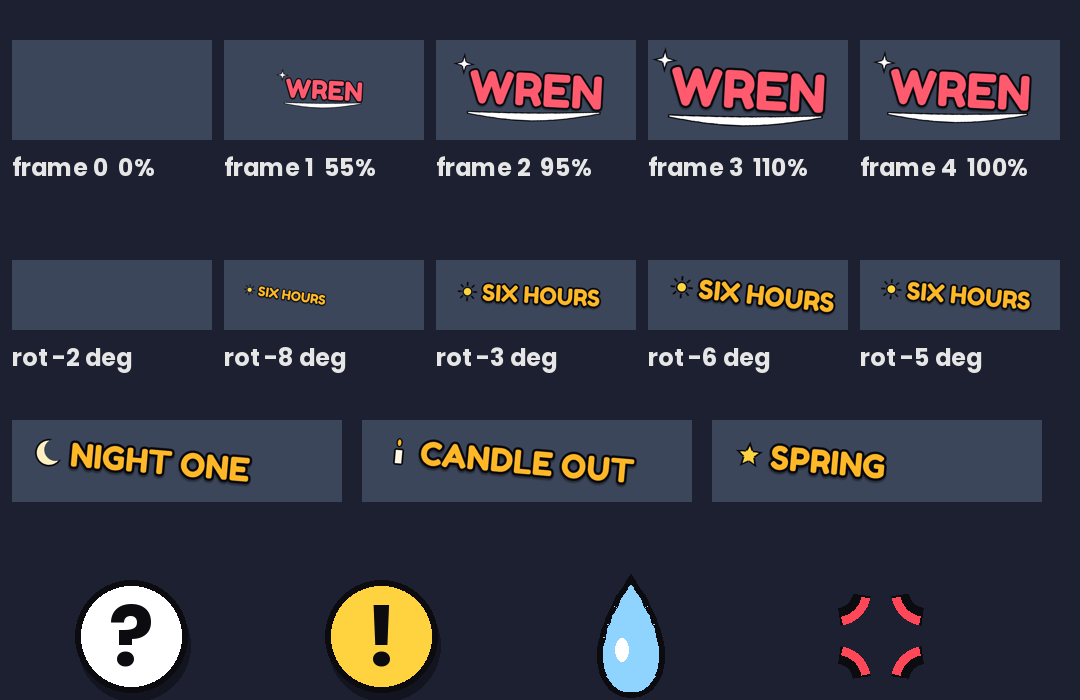 WREN WREN WREN WREN
frame 0 0% frame 1 55% frame 2 95% frame 3 110% frame 4 100%
SIX HOURS SIX HOURS SIX HOURS SIX HOURS
rot -2 deg rot -8 deg rot -3 deg rot -6 deg rot -5 deg
NIGHT ONE CANDLE OUT SPRING
? !